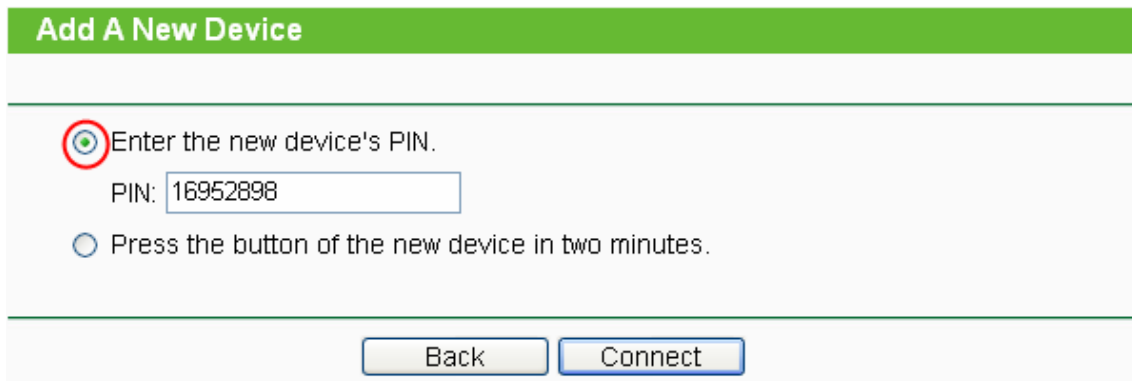 Add A New Device
Enter the new device's PIN.
PIN: 16952898
Press the button of the new device in two minutes.
Back Connect